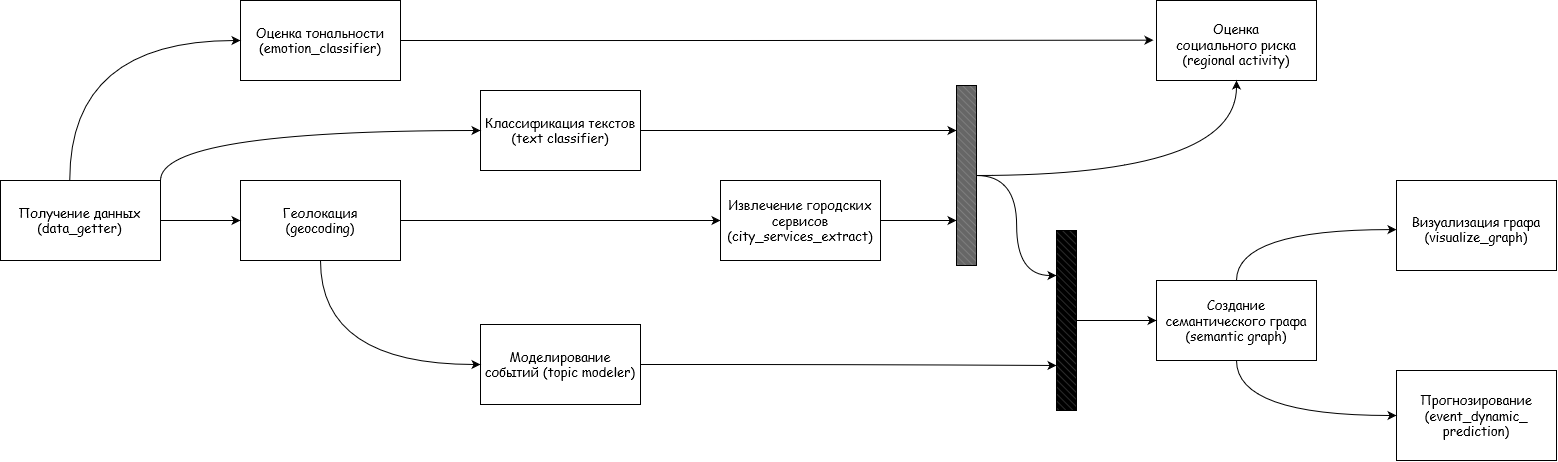 Оценка тональности
(emotion_classifier)
Оценка
социального риска
(regional activity)
Классификация текстов
(text classifier)
Получение данных
(data_getter)
Геолокация
(geocoding)
Извлечение городских
сервисов
(city_services_extract)
Визуализация графа
(visualize_graph)
Создание
семантического графа
(semantic graph)
Моделирование
событий (topic modeler)
Прогнозирование
(event_dynamic_
prediction)